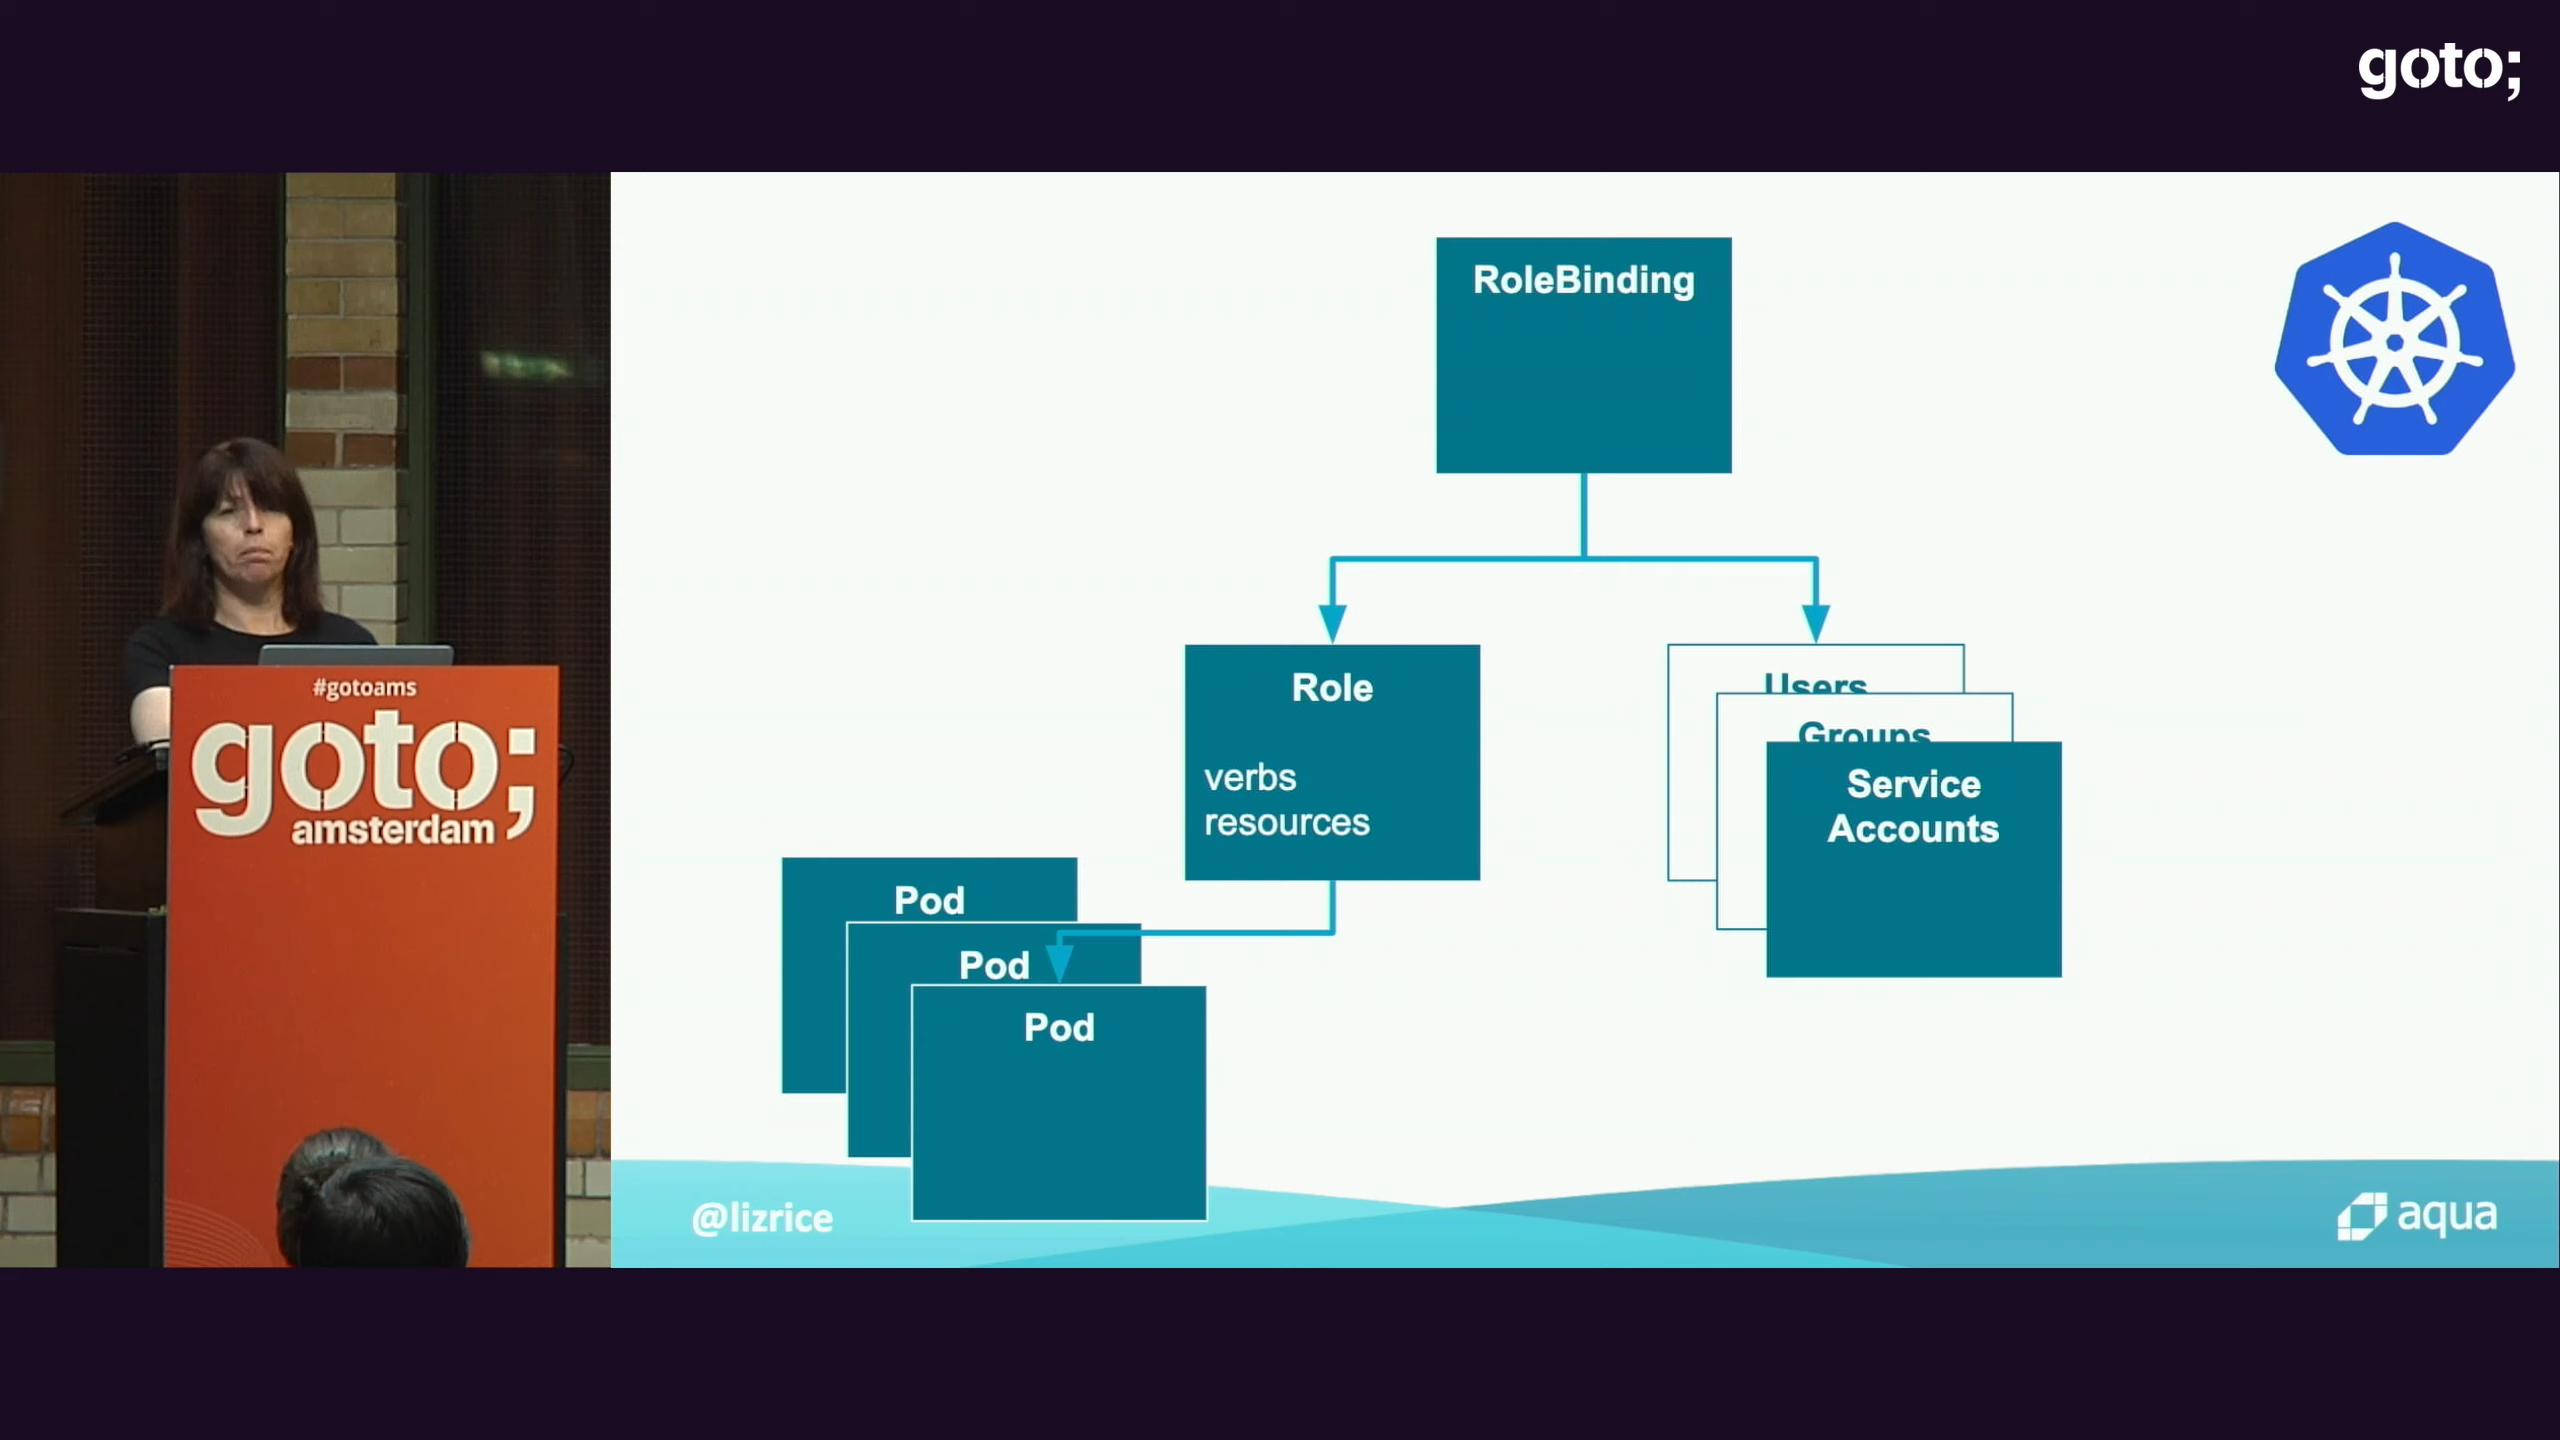 goto;
#gotoams
goto;
amsterdam
RoleBinding
Role
verbs
resources
Users
Groups
Service
Accounts
Pod
Pod
Pod
@lizrice
aqua